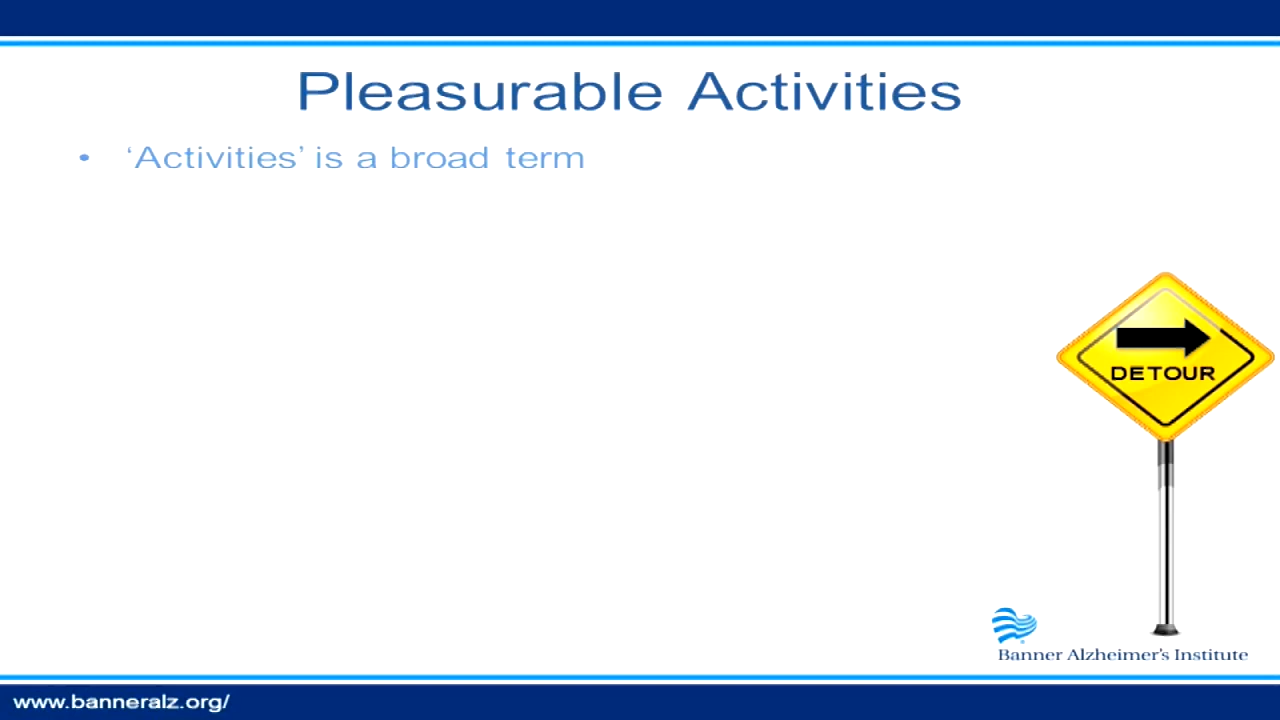 Pleasurable Activities
• ‘Activities’ is a broad term
DETOUR
Banner Alzheimer's Institute
www.banneralz.org/